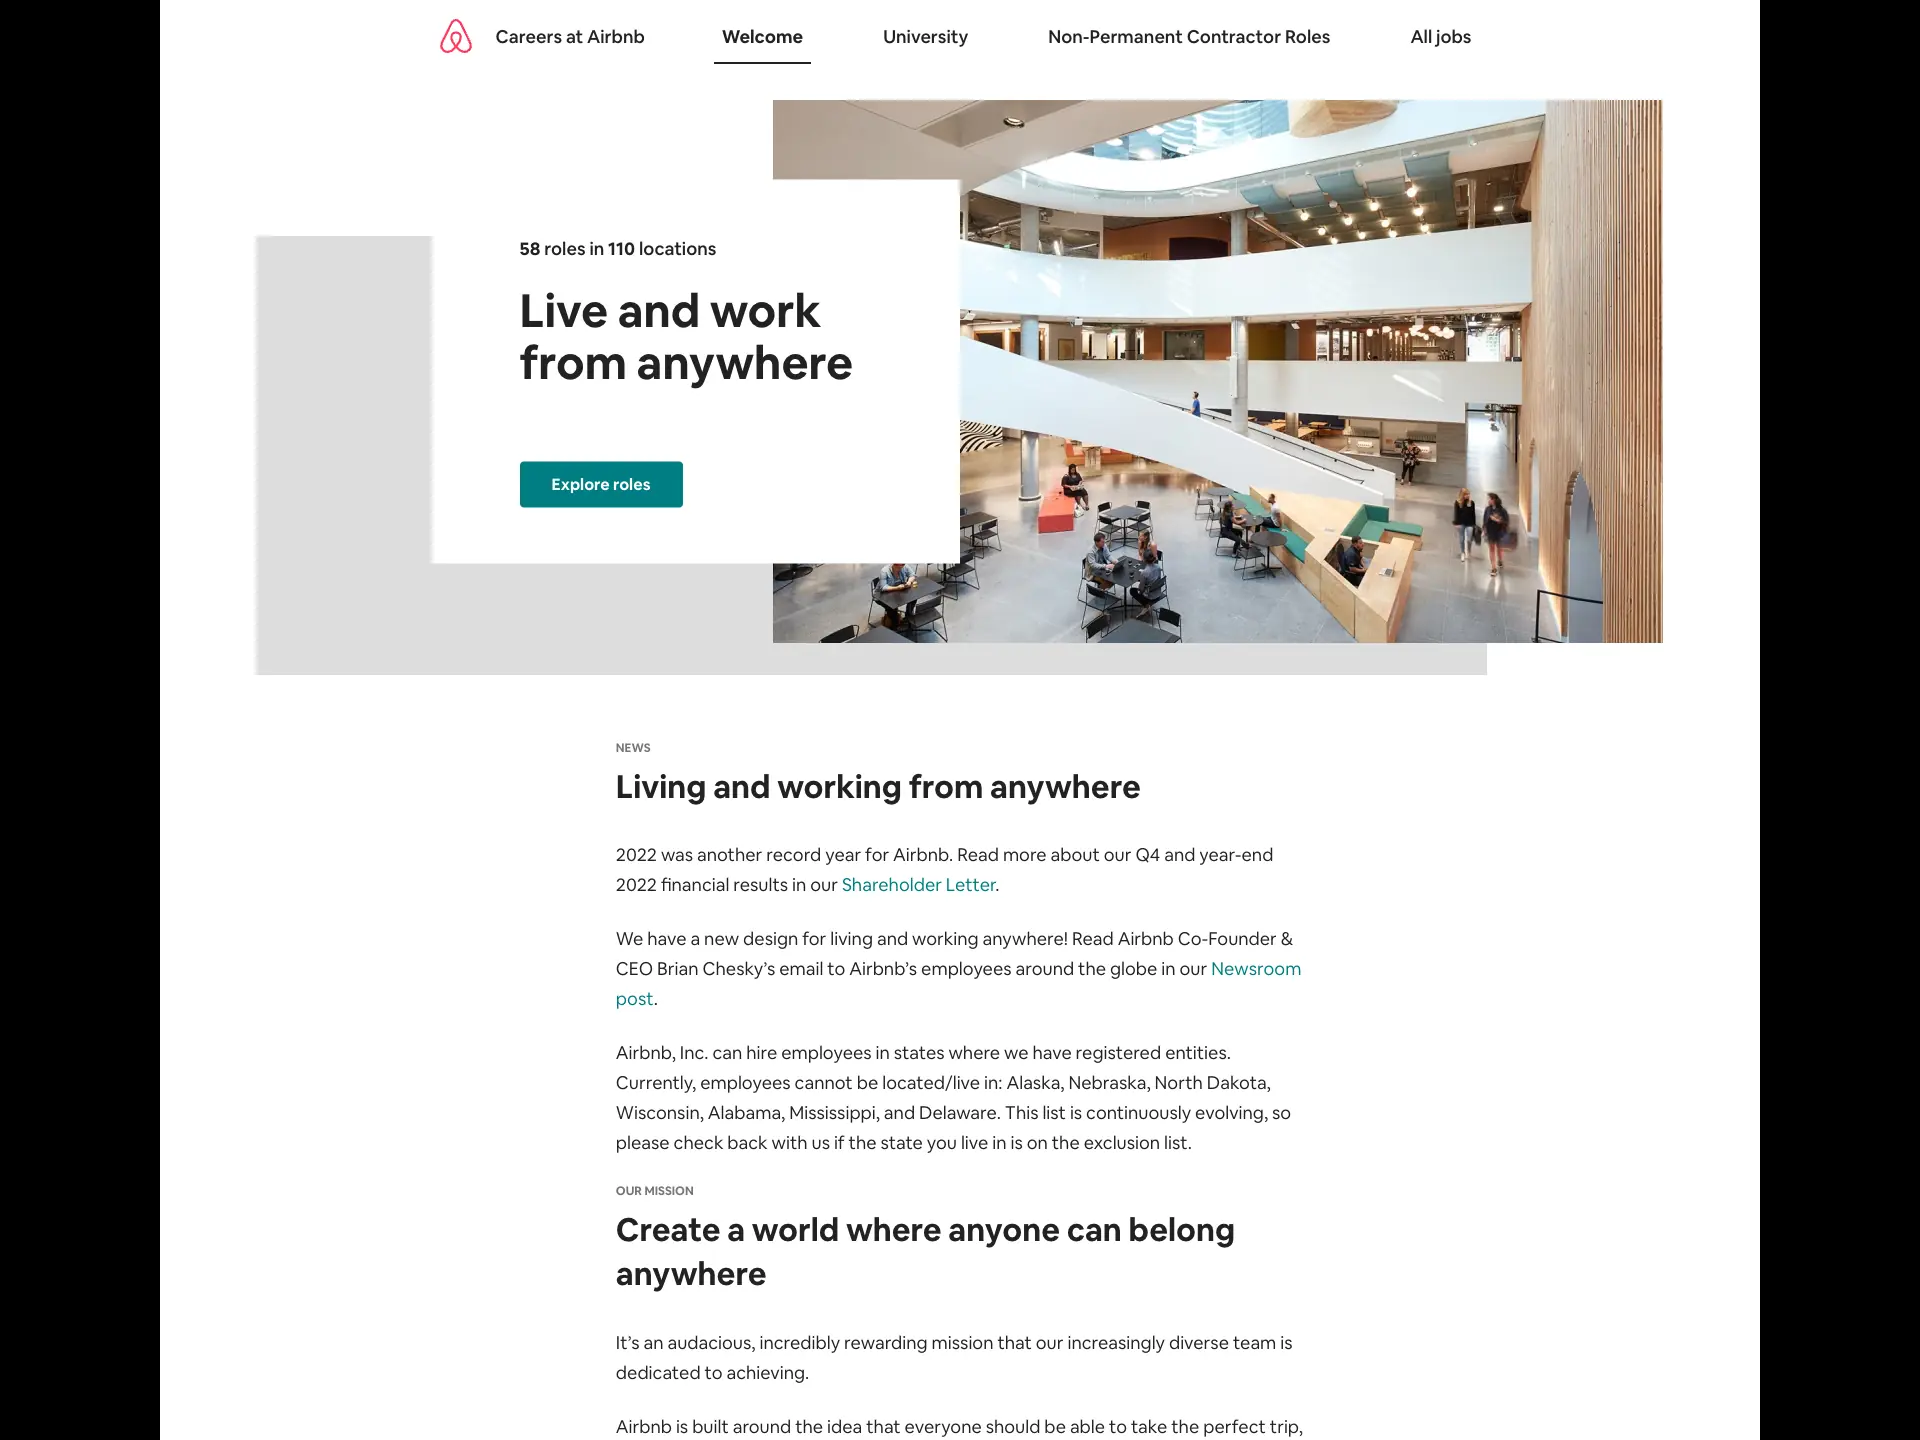 Careers at Airbnb
Welcome
University
Non-Permanent Contractor Roles
All jobs
58 roles in 110 locations
Live and work
from anywhere
Explore roles
NEWS
Living and working from anywhere
2022 was another record year for Airbnb. Read more about our Q4 and year-end
2022 financial results in our Shareholder Letter.
We have a new design for living and working anywhere! Read Airbnb Co-Founder &
CEO Brian Chesky’s email to Airbnb’s employees around the globe in our Newsroom
post.
Airbnb, Inc. can hire employees in states where we have registered entities.
Currently, employees cannot be located/live in: Alaska, Nebraska, North Dakota,
Wisconsin, Alabama, Mississippi, and Delaware. This list is continuously evolving, so
please check back with us if the state you live in is on the exclusion list.
OUR MISSION
Create a world where anyone can belong
anywhere
It’s an audacious, incredibly rewarding mission that our increasingly diverse team is
dedicated to achieving.
Airbnb is built around the idea that everyone should be able to take the perfect trip,